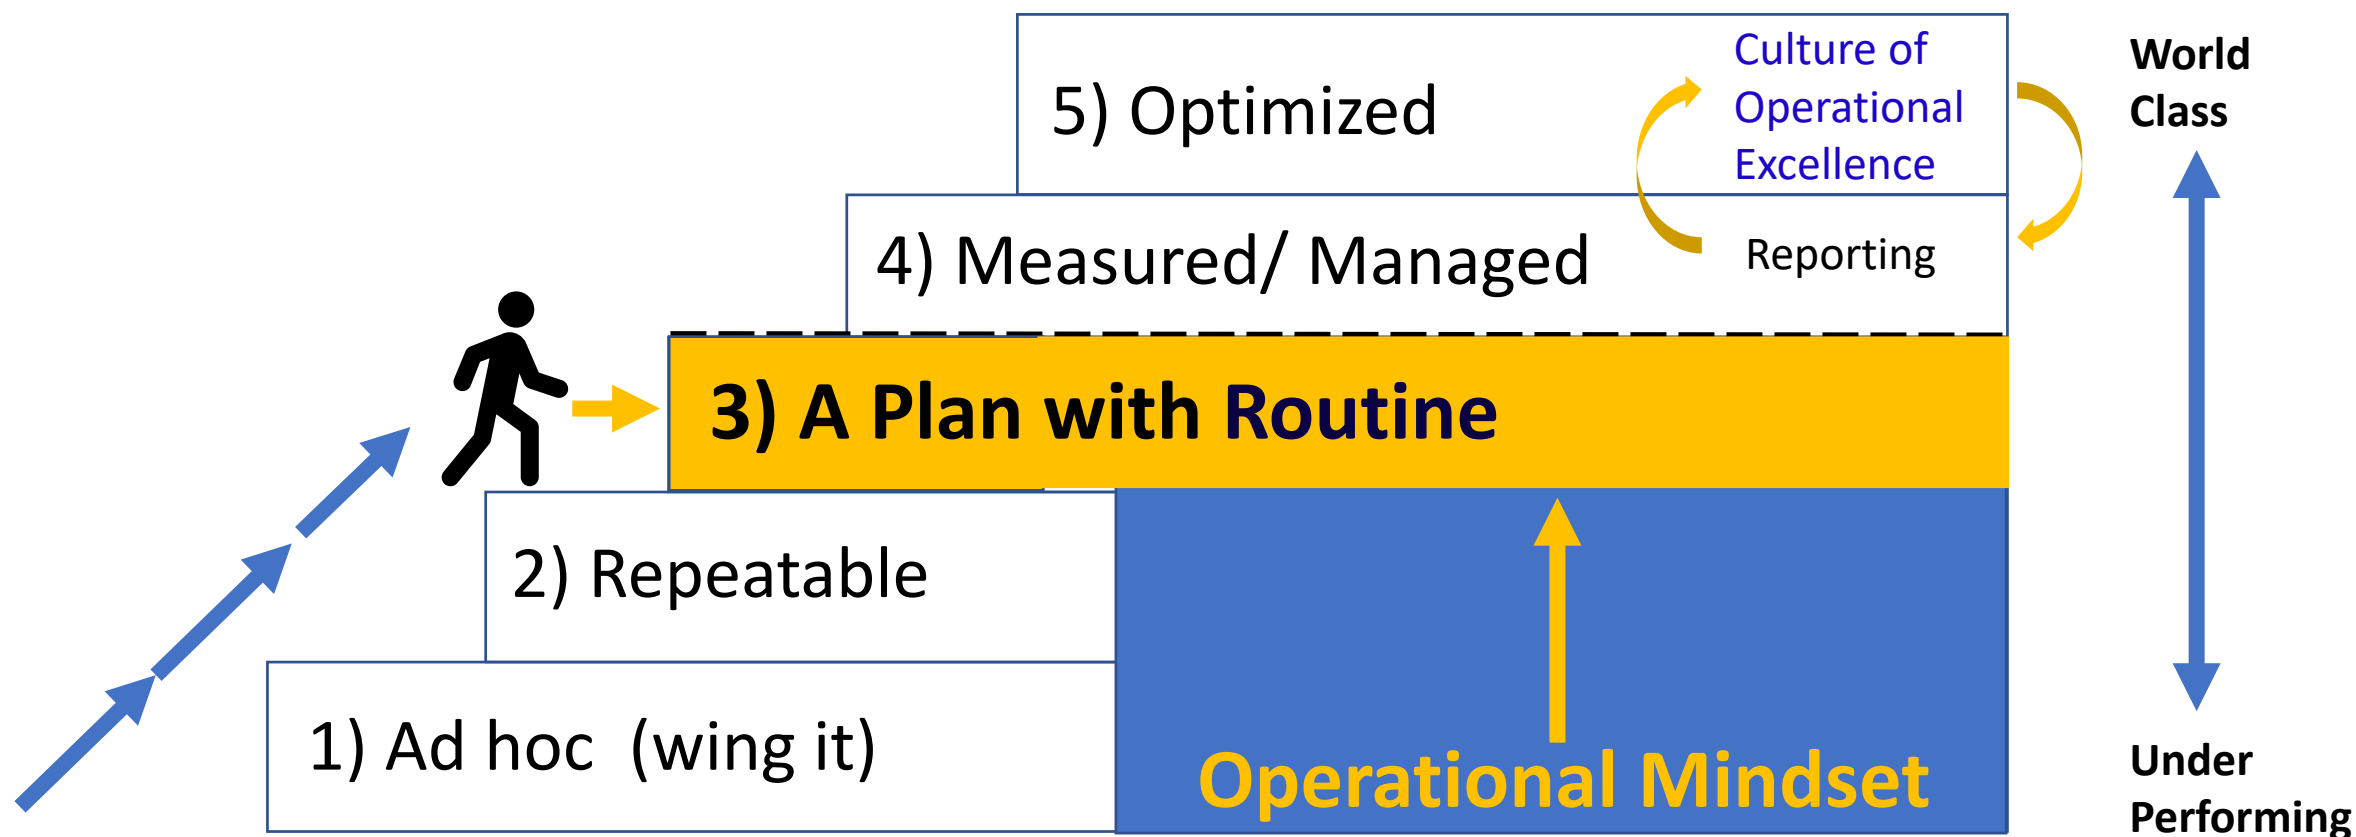 5) Optimized
Culture of
Operational
Excellence
World
Class
4) Measured/ Managed
Reporting
3) A Plan with Routine
2) Repeatable
1) Ad hoc  (wing it)
Operational Mindset
Under
Performing